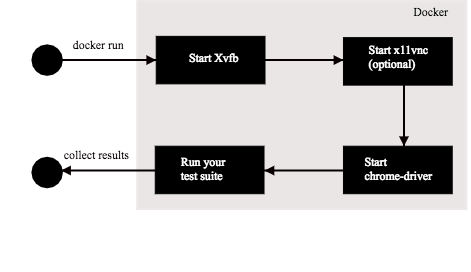 Docker
docker run
Start Xvfb
Start x11vnc
(optional)
collect results
Run your
test suite
Start
chrome-driver